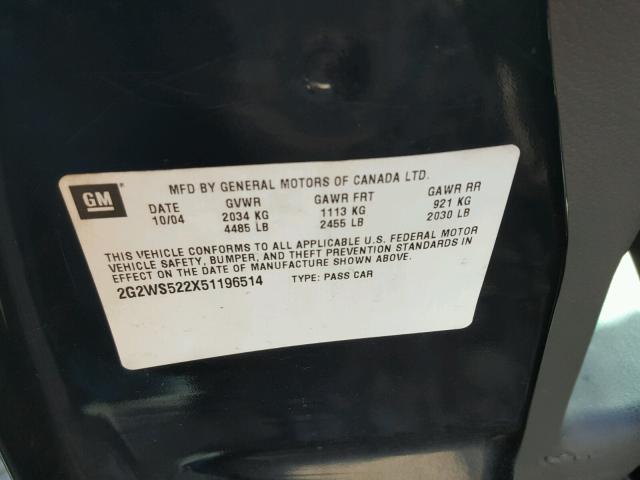 GM
MFD BY GENERAL MOTORS OF CANADA LTD.
DATE GVWR GAWR FRT GAWR RR
10/04 2034 KG 1113 KG 921 KG
4485 LB 2455 LB 2030 LB
THIS VEHICLE CONFORMS TO ALL APPLICABLE U.S. FEDERAL MOTOR
VEHICLE SAFETY, BUMPER, AND THEFT PREVENTION STANDARDS IN
EFFECT ON THE DATE OF MANUFACTURE SHOWN ABOVE.
2G2WS522X51196514 TYPE: PASS CAR